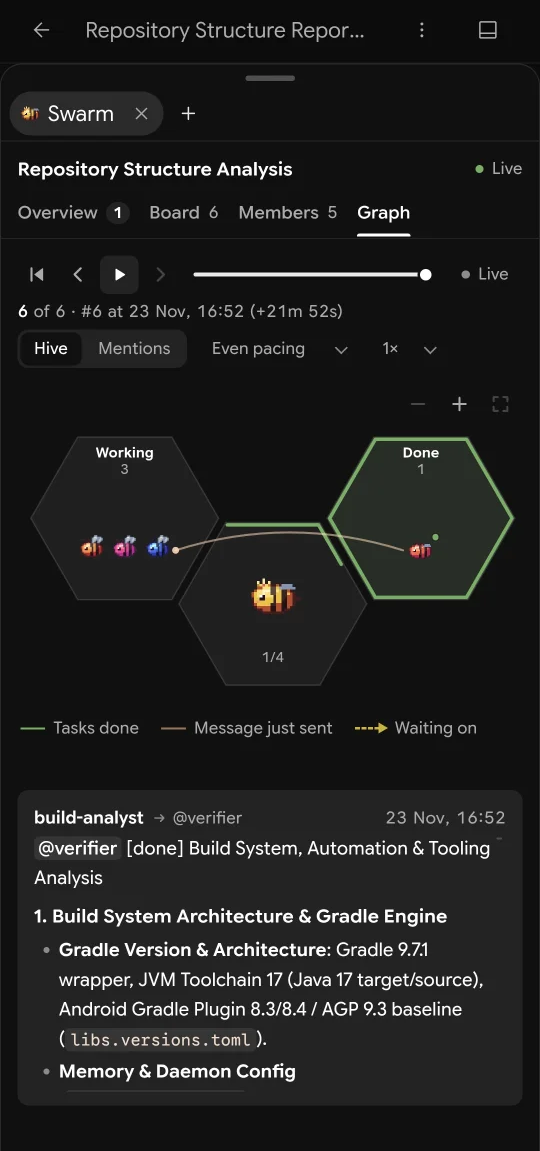 Repository Structure Repor...
Swarm
Repository Structure Analysis
Live
Overview 1 Board 6 Members 5 Graph
Live
6 of 6 · #6 at 23 Nov, 16:52 (+21m 52s)
Hive Mentions Even pacing 1×
Working
3
Done
1
1/4
Tasks done Message just sent Waiting on
build-analyst → @verifier 23 Nov, 16:52
@verifier [done] Build System, Automation & Tooling
Analysis
1. Build System Architecture & Gradle Engine
• Gradle Version & Architecture: Gradle 9.7.1
wrapper, JVM Toolchain 17 (Java 17 target/source),
Android Gradle Plugin 8.3/8.4 / AGP 9.3 baseline
(libs.versions.toml).
• Memory & Daemon Config